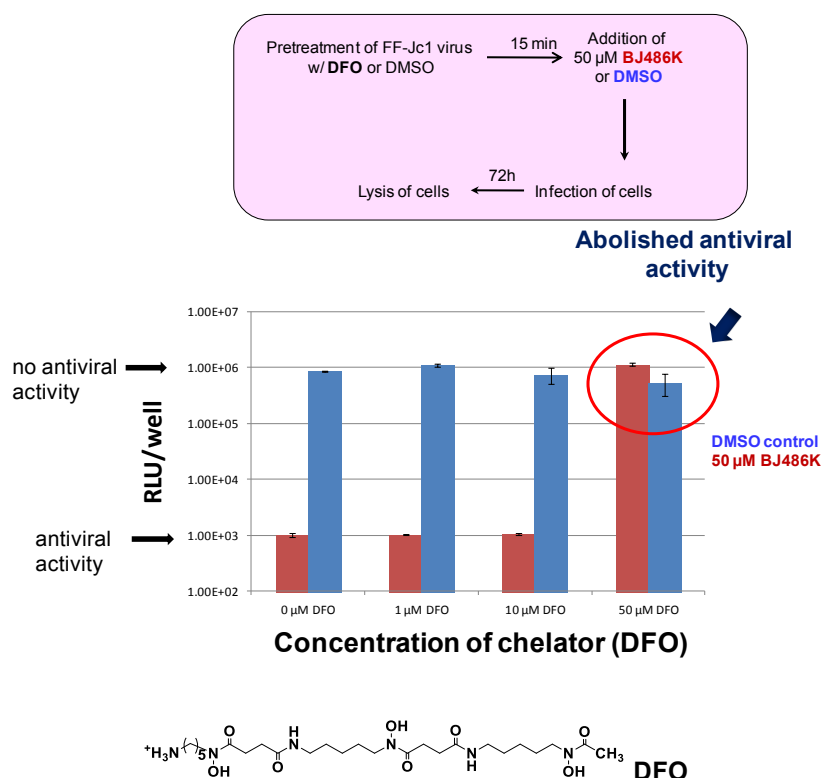 Pretreatment of FF-Jc1 virus
w/ DFO or DMSO
15 min
Addition of
50 µM BJ486K
or DMSO
Lysis of cells
72h
Infection of cells
Abolished antiviral
activity
1.00E+07
1.00E+06
1.00E+05
1.00E+04
1.00E+03
1.00E+02
no antiviral
activity
antiviral
activity
RLU/well
DMSO control
50 µM BJ486K
0 µM DFO
1 µM DFO
10 µM DFO
50 µM DFO
Concentration of chelator (DFO)
+H3N
5
N
OH
O
O
N
H
OH
N
O
O
N
H
N
OH
O
CH3
DFO